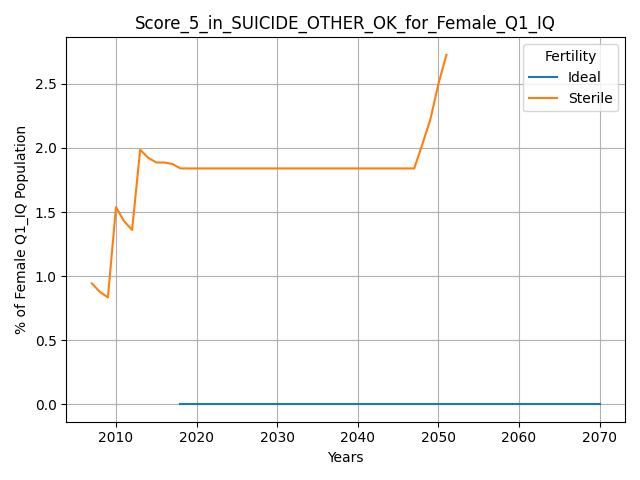 Score_5_in_SUICIDE_OTHER_OK_for_Female_Q1_IQ
Fertility
Ideal
Sterile
% of Female Q1_IQ Population
2.5
2.0
1.5
1.0
0.5
0.0
2010 2020 2030 2040 2050 2060 2070
Years